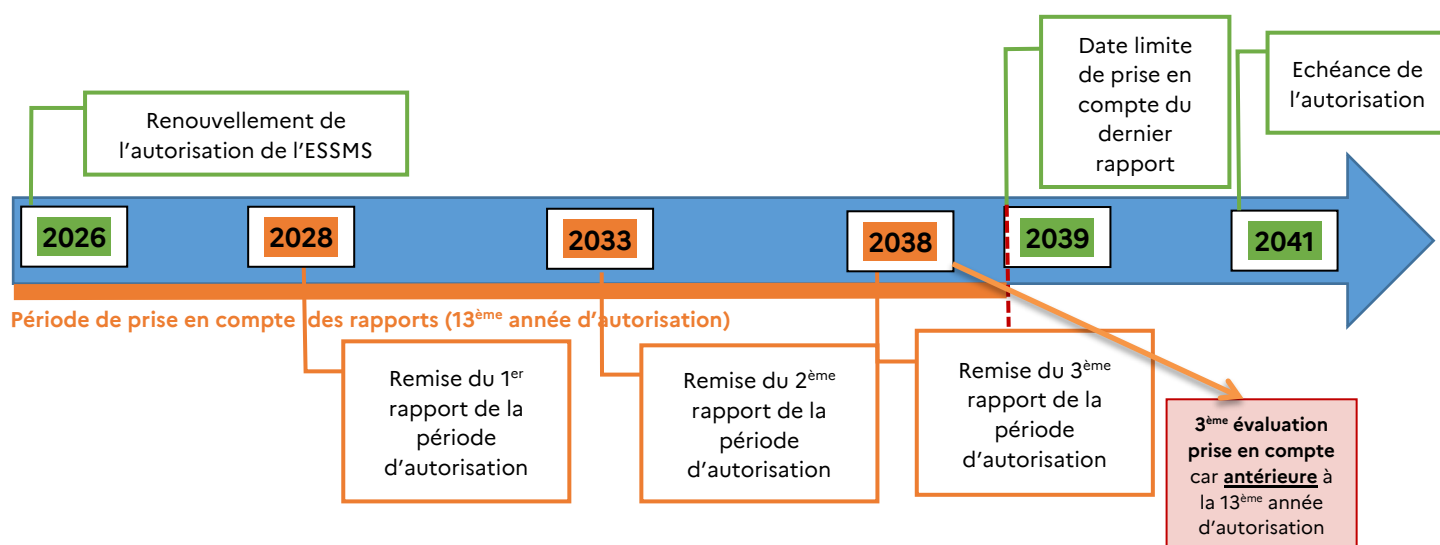 Renouvellement de
l'autorisation de l'ESSMS
Date limite
de prise en
compte du
dernier
rapport
Echéance de
l'autorisation
2026
2028
2033
2038
2039
2041
Période de prise en compte des rapports (13ème année d'autorisation)
Remise du 1er
rapport de la
période
d'autorisation
Remise du 2ème
rapport de la
période
d'autorisation
Remise du 3ème
rapport de la
période
d'autorisation
3ème évaluation
prise en compte
car antérieure à
la 13ème année
d'autorisation